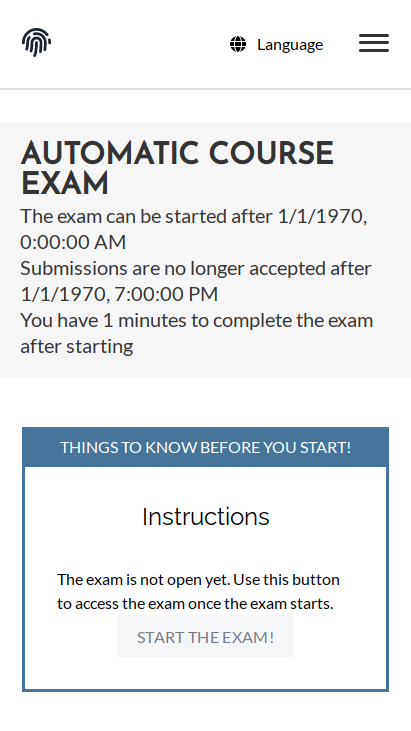 Language
AUTOMATIC COURSE
EXAM
The exam can be started after 1/1/1970,
0:00:00 AM
Submissions are no longer accepted after
1/1/1970, 7:00:00 PM
You have 1 minutes to complete the exam
after starting
THINGS TO KNOW BEFORE YOU START!
Instructions
The exam is not open yet. Use this button
to access the exam once the exam starts.
START THE EXAM!